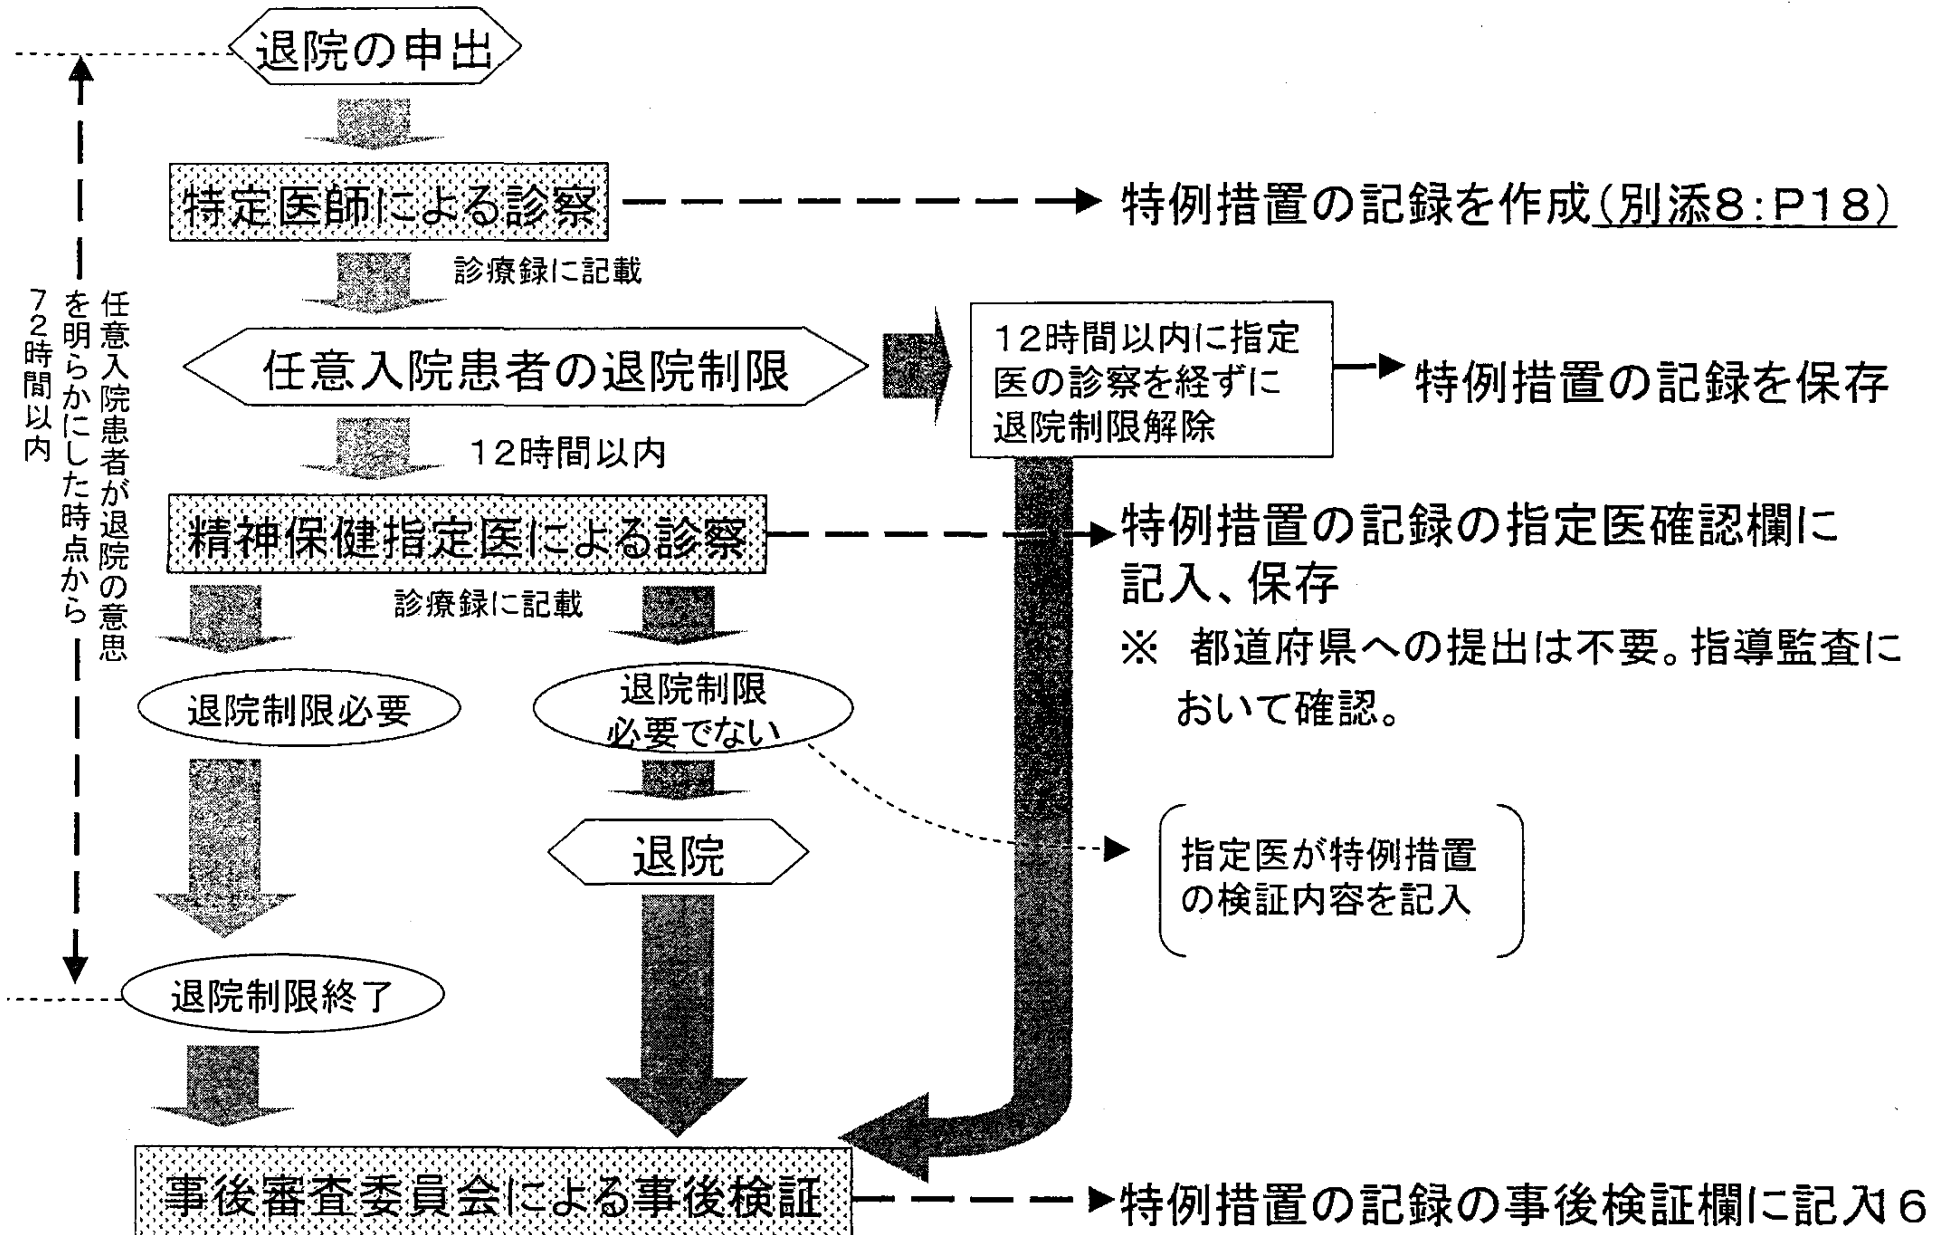 退院の申出
特定医師による診察
特例措置の記録を作成(別添8:P18)
診療録に記載
任意入院患者の退院制限
12時間以内に指定
医の診察を経ずに
退院制限解除
特例措置の記録を保存
任意入院患者が退院の意思
を明らかにした時点から
72時間以内
12時間以内
精神保健指定医による診察
特例措置の記録の指定医確認欄に
記入、保存
※ 都道府県への提出は不要。指導監査に
おいて確認。
診療録に記載
退院制限必要
退院制限
必要でない
退院
指定医が特例措置
の検証内容を記入
退院制限終了
事後審査委員会による事後検証
特例措置の記録の事後検証欄に記入
16